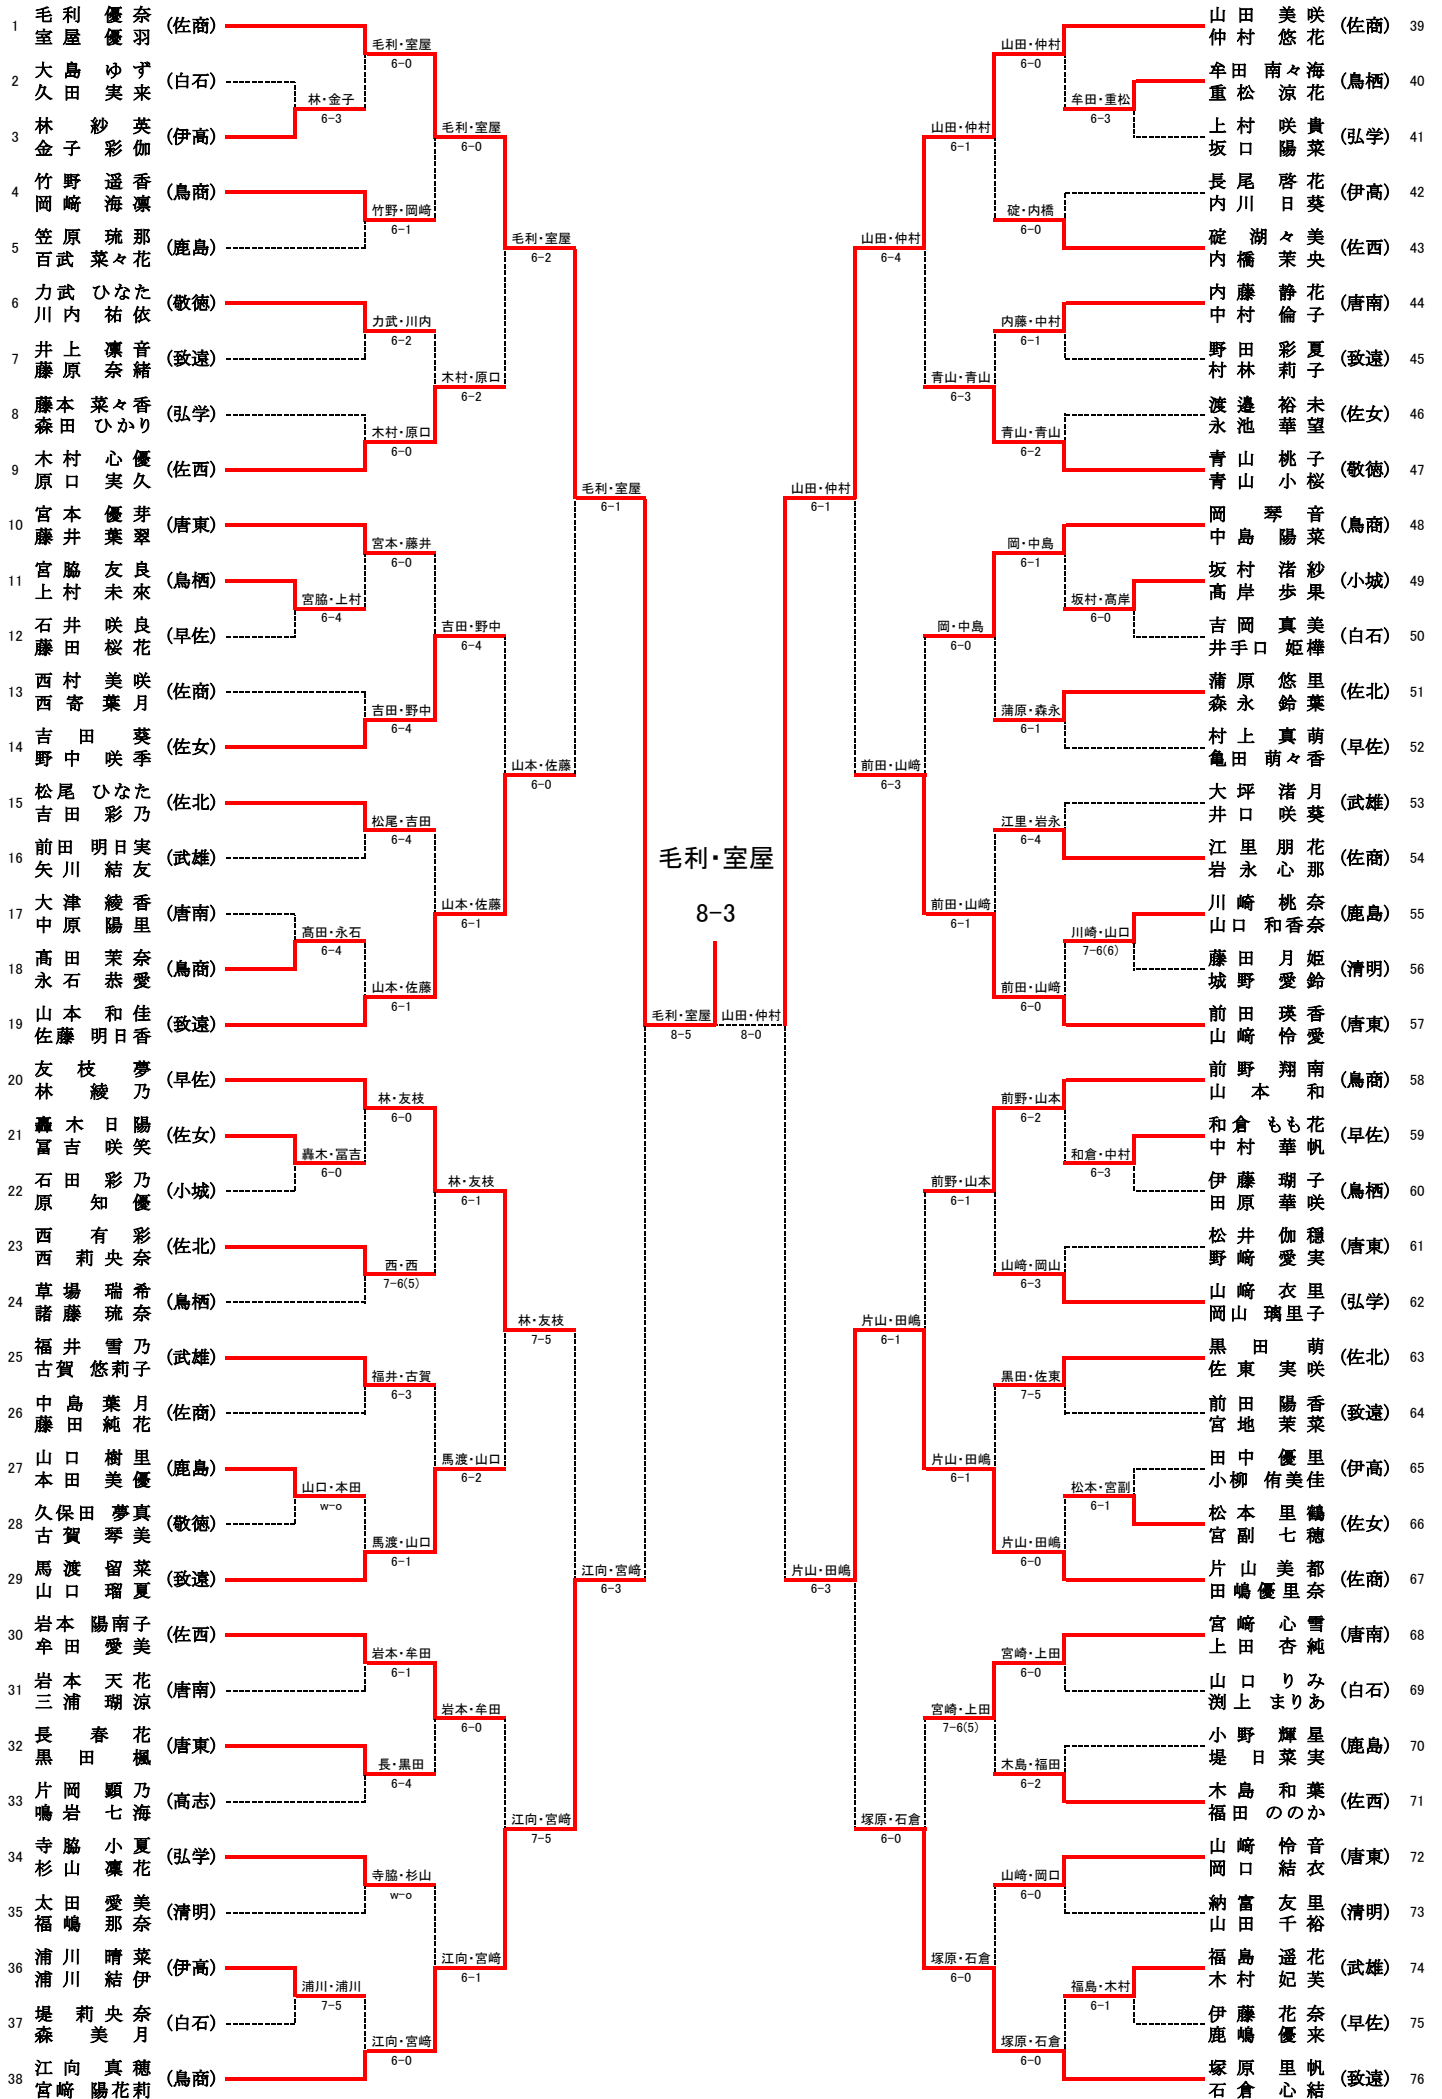 1 毛利 優奈 (佐商)
室屋 優羽
2 大島 ゆず (白石)
久田 実来
3 林 紗英 (伊高)
金子 彩伽
4 竹野 遥香 (鳥商)
岡﨑 海凛
5 笠原 琉那 (鹿島)
百武 菜々花
6 力武 ひなた (敬徳)
川内 祐依
7 井上 凛音 (致遠)
藤原 奈緒
8 藤本 菜々香 (弘学)
森田 ひかり
9 木村 心優 (佐西)
原口 実久
10 宮本 優芽 (唐東)
藤井 葉翠
11 宮脇 友良 (鳥栖)
上村 未來
12 石井 咲良 (早佐)
藤田 桜花
13 西村 美咲 (佐商)
西寄 葉月
14 吉田 葵 (佐女)
野中 咲季
15 松尾 ひなた (佐北)
吉田 彩乃
16 前田 明日実 (武雄)
矢川 結友
17 大津 綾香 (唐南)
中原 陽里
18 髙田 茉奈 (鳥商)
永石 恭愛
19 山本 和佳 (致遠)
佐藤 明日香
20 友枝 夢 (早佐)
林 綾乃
21 轟木 日陽 (佐女)
冨吉 咲笑
22 石田 彩乃 (小城)
原 知優
23 西 有彩 (佐北)
西 莉央奈
24 草場 瑞希 (鳥栖)
諸藤 琉奈
25 福井 雪乃 (武雄)
古賀 悠莉子
26 中島 葉月 (佐商)
藤田 純花
27 山口 樹里 (鹿島)
本田 美優
28 久保田 夢真 (敬徳)
古賀 琴美
29 馬渡 留菜 (致遠)
山口 瑠夏
30 岩本 陽南子 (佐西)
牟田 愛美
31 岩本 天花 (唐南)
三浦 瑚涼
32 長 春花 (唐東)
黒田 楓
33 片岡 顕乃 (高志)
鳴岩 七海
34 寺脇 小夏 (弘学)
杉山 凛花
35 太田 愛美 (清明)
福嶋 那奈
36 浦川 晴菜 (伊高)
浦川 結伊
37 堤 莉央奈 (白石)
森 美月
38 江向 真穂 (鳥商)
宮﨑 陽花莉
毛利・室屋
6-0
林・金子
6-3
毛利・室屋
6-0
竹野・岡﨑
6-1
毛利・室屋
6-2
力武・川内
6-2
木村・原口
6-2
木村・原口
6-0
毛利・室屋
6-1
宮本・藤井
6-0
宮脇・上村
6-4
吉田・野中
6-4
吉田・野中
6-4
山本・佐藤
6-0
松尾・吉田
6-4
山本・佐藤
6-1
髙田・永石
6-4
山本・佐藤
6-1
毛利・室屋
8-5
林・友枝
6-0
轟木・冨吉
6-0
林・友枝
6-1
西・西
7-6(5)
林・友枝
7-5
福井・古賀
6-3
馬渡・山口
6-2
山口・本田
w-o
馬渡・山口
6-1
江向・宮﨑
6-3
岩本・牟田
6-1
岩本・牟田
6-0
長・黒田
6-4
江向・宮﨑
7-5
寺脇・杉山
w-o
江向・宮﨑
6-1
浦川・浦川
7-5
江向・宮﨑
6-0
毛利・室屋
8-3
山田・仲村
6-0
牟田・重松
6-3
山田・仲村
6-1
碇・内橋
6-0
山田・仲村
6-4
内藤・中村
6-1
青山・青山
6-3
青山・青山
6-2
山田・仲村
6-1
岡・中島
6-1
坂村・髙岸
6-0
岡・中島
6-0
蒲原・森永
6-1
前田・山﨑
6-3
江里・岩永
6-4
前田・山﨑
6-1
川崎・山口
7-6(6)
前田・山﨑
6-0
山田・仲村
8-0
前野・山本
6-2
和倉・中村
6-3
前野・山本
6-1
山﨑・岡山
6-3
片山・田嶋
6-1
黒田・佐東
7-5
片山・田嶋
6-1
松本・宮副
6-1
片山・田嶋
6-0
片山・田嶋
6-3
宮崎・上田
6-0
宮崎・上田
7-6(5)
木島・福田
6-2
塚原・石倉
6-0
山﨑・岡口
6-0
塚原・石倉
6-0
福島・木村
6-1
塚原・石倉
6-0
山田 美咲 (佐商) 39
仲村 悠花
牟田 南々海 (鳥栖) 40
重松 涼花
上村 咲貴 (弘学) 41
坂口 陽菜
長尾 啓花 (伊高) 42
内川 日葵
碇 湖々美 (佐西) 43
内橋 茉央
内藤 静花 (唐南) 44
中村 倫子
野田 彩夏 (致遠) 45
村林 莉子
渡邉 裕未 (佐女) 46
永池 華望
青山 桃子 (敬徳) 47
青山 小桜
岡 琴音 (鳥商) 48
中島 陽菜
坂村 渚紗 (小城) 49
髙岸 歩果
吉岡 真美 (白石) 50
井手口 姫樺
蒲原 悠里 (佐北) 51
森永 鈴葉
村上 真萌 (早佐) 52
亀田 萌々香
大坪 渚月 (武雄) 53
井口 咲葵
江里 朋花 (佐商) 54
岩永 心那
川崎 桃奈 (鹿島) 55
山口 和香奈
藤田 月姫 (清明) 56
城野 愛鈴
前田 瑛香 (唐東) 57
山﨑 怜愛
前野 翔南 (鳥商) 58
山本 和
和倉 もも花 (早佐) 59
中村 華帆
伊藤 瑚子 (鳥栖) 60
田原 華咲
松井 伽穏 (唐東) 61
野﨑 愛実
山﨑 衣里 (弘学) 62
岡山 璃里子
黒田 萌 (佐北) 63
佐東 実咲
前田 陽香 (致遠) 64
宮地 茉菜
田中 優里 (伊高) 65
小柳 侑美佳
松本 里鶴 (佐女) 66
宮副 七穂
片山 美都 (佐商) 67
田嶋優里奈
宮﨑 心雪 (唐南) 68
上田 杏純
山口 りみ (白石) 69
渕上 まりあ
小野 輝星 (鹿島) 70
堤 日菜実
木島 和葉 (佐西) 71
福田 ののか
山﨑 怜音 (唐東) 72
岡口 結衣
納富 友里 (清明) 73
山田 千裕
福島 遥花 (武雄) 74
木村 妃芙
伊藤 花奈 (早佐) 75
鹿嶋 優来
塚原 里帆 (致遠) 76
石倉 心結